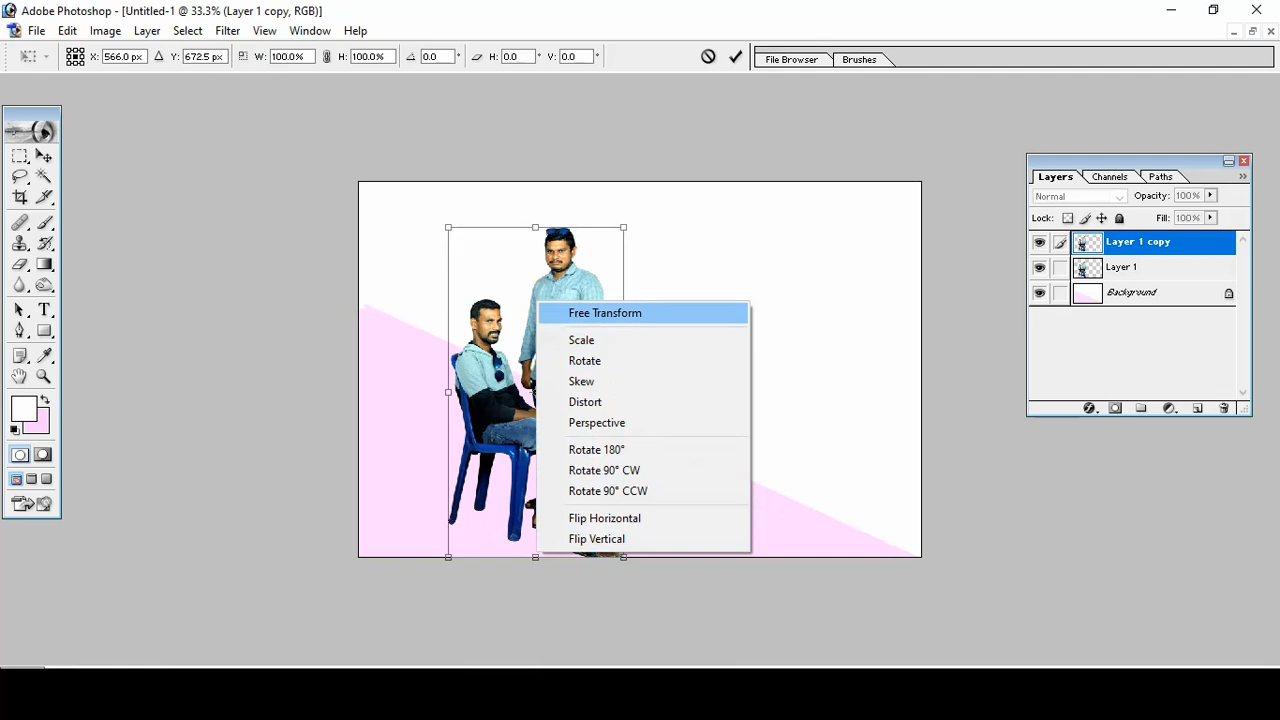 Adobe Photoshop - [Untitled-1 @ 33.3% (Layer 1 copy, RGB)]
File Edit Image Layer Select Filter View Window Help
X: 566.0 px Y: 672.5 px W: 100.0% H: 100.0% 0.0 ° H: 0.0 ° V: 0.0 ° File Browser Brushes
Layers Channels Paths
Normal Opacity: 100%
Lock: Fill: 100%
Layer 1 copy
Layer 1
Background
Free Transform
Scale
Rotate
Skew
Distort
Perspective
Rotate 180°
Rotate 90° CW
Rotate 90° CCW
Flip Horizontal
Flip Vertical